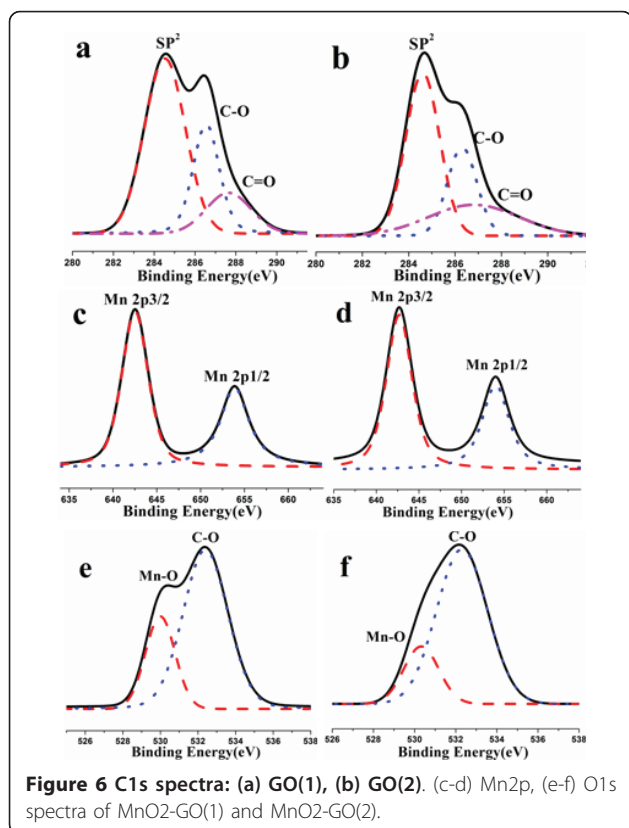 a
SP²
C-O
C=O
280 282 284 286 288 290
Binding Energy(eV)
b
SP²
C-O
C=O
280 282 284 286 288 290
Binding Energy(eV)
c
Mn 2p3/2
Mn 2p1/2
635 640 645 650 655 660
Binding Energy(eV)
d
Mn 2p3/2
Mn 2p1/2
635 640 645 650 655 660
Binding Energy(eV)
e
C-O
Mn-O
526 528 530 532 534 536 538
Binding Energy(eV)
f
C-O
Mn-O
526 528 530 532 534 536 538
Binding Energy(eV)
Figure 6 C1s spectra: (a) GO(1), (b) GO(2). (c-d) Mn2p, (e-f) O1s
spectra of MnO2-GO(1) and MnO2-GO(2).